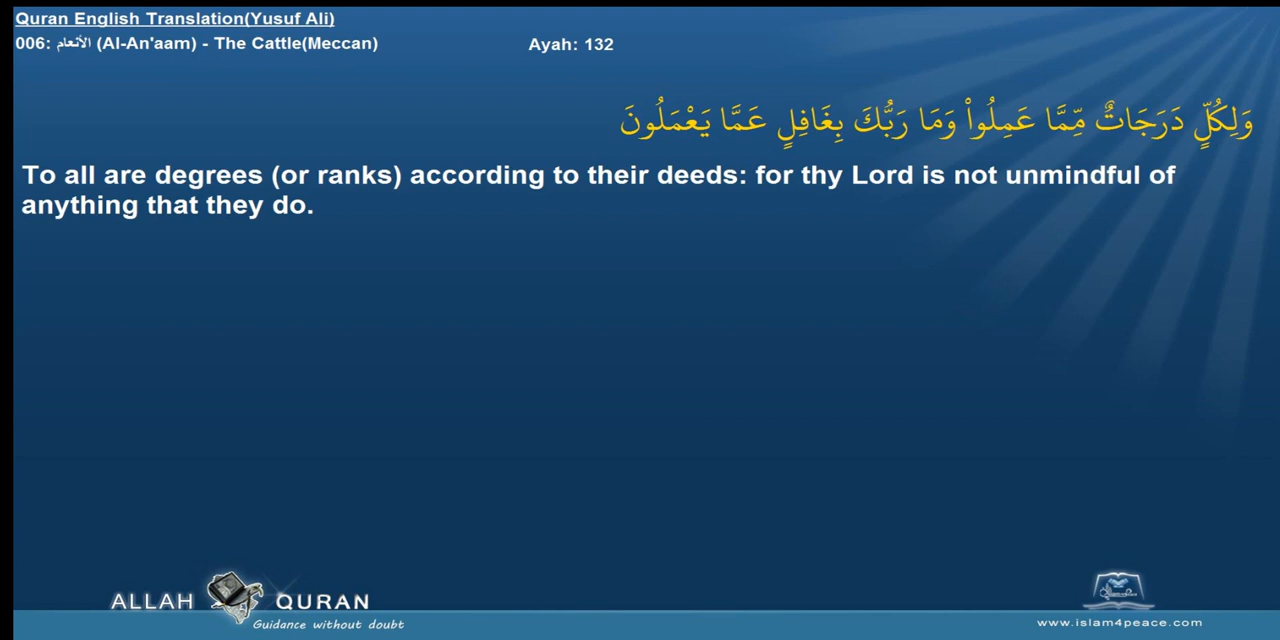 Quran English Translation(Yusuf Ali)
006: الأنعام (Al-An'aam) - The Cattle(Meccan) Ayah: 132
وَلِكُلٍّ دَرَجَاتٌ مِّمَّا عَمِلُواْ وَمَا رَبُّكَ بِغَافِلٍ عَمَّا يَعْمَلُونَ
To all are degrees (or ranks) according to their deeds: for thy Lord is not unmindful of
anything that they do.
ALLAH QURAN
Guidance without doubt
www.islam4peace.com